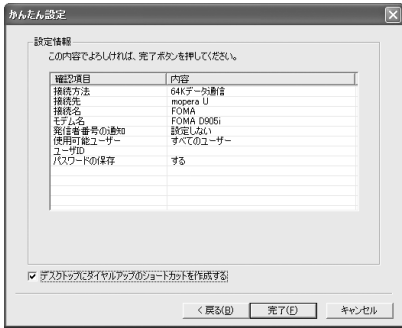 かんたん設定
設定情報
この内容でよろしければ、完了ボタンを押してください。
確認項目 内容
接続方法 64Kデータ通信
接続先 mopera U
接続名 FOMA
モデム名 FOMA D905i
発信者番号の通知 設定しない
使用可能ユーザー すべてのユーザー
ユーザID
パスワードの保存 する
デスクトップにダイヤルアップのショートカットを作成する
< 戻る(B) 完了(F) キャンセル